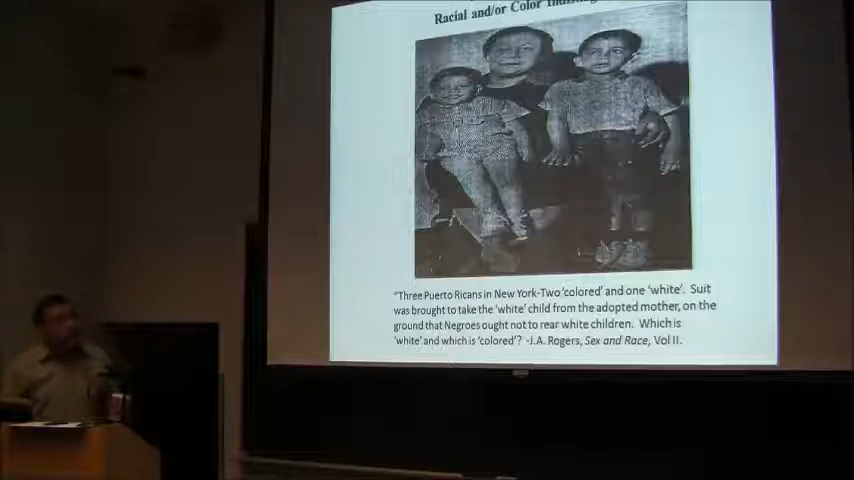 Racial and/or Color
"Three Puerto Ricans in New York-Two 'colored' and one 'white'. Suit
was brought to take the 'white' child from the adopted mother, on the
ground that Negroes ought not to rear white children. Which is
'white' and which is 'colored'? -J.A. Rogers, Sex and Race, Vol II.